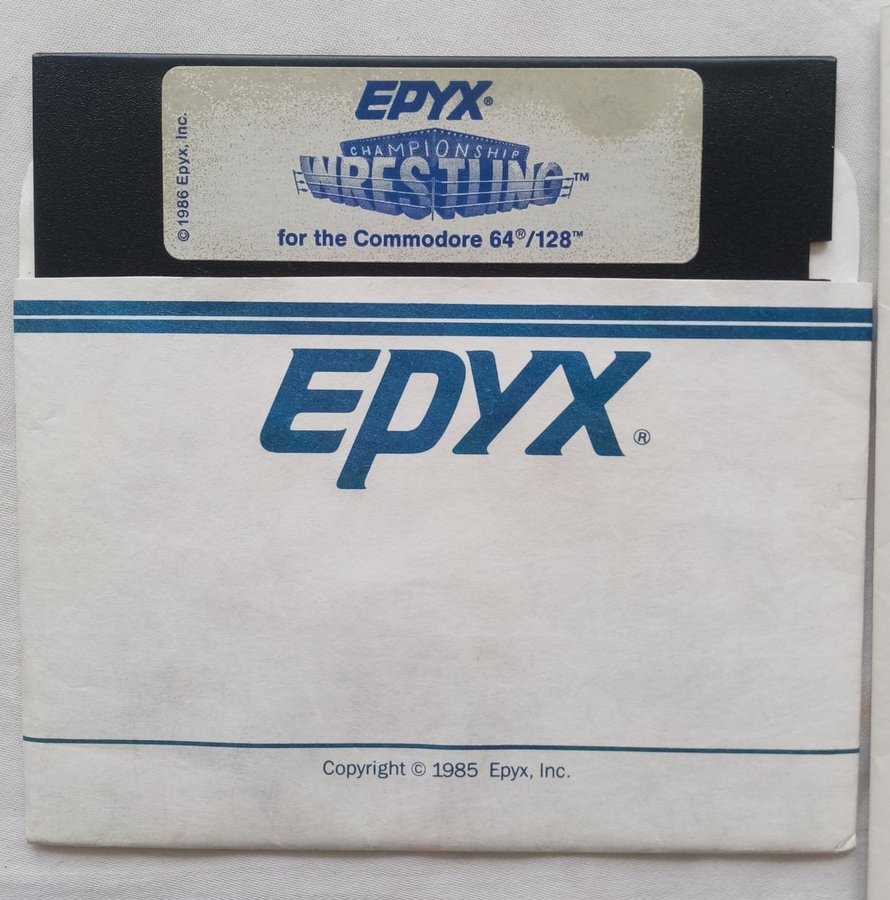 EPYX®
CHAMPIONSHIP
WRESTLING™
for the Commodore 64®/128™
©1986 Epyx, Inc.
EPYX®
Copyright © 1985 Epyx, Inc.